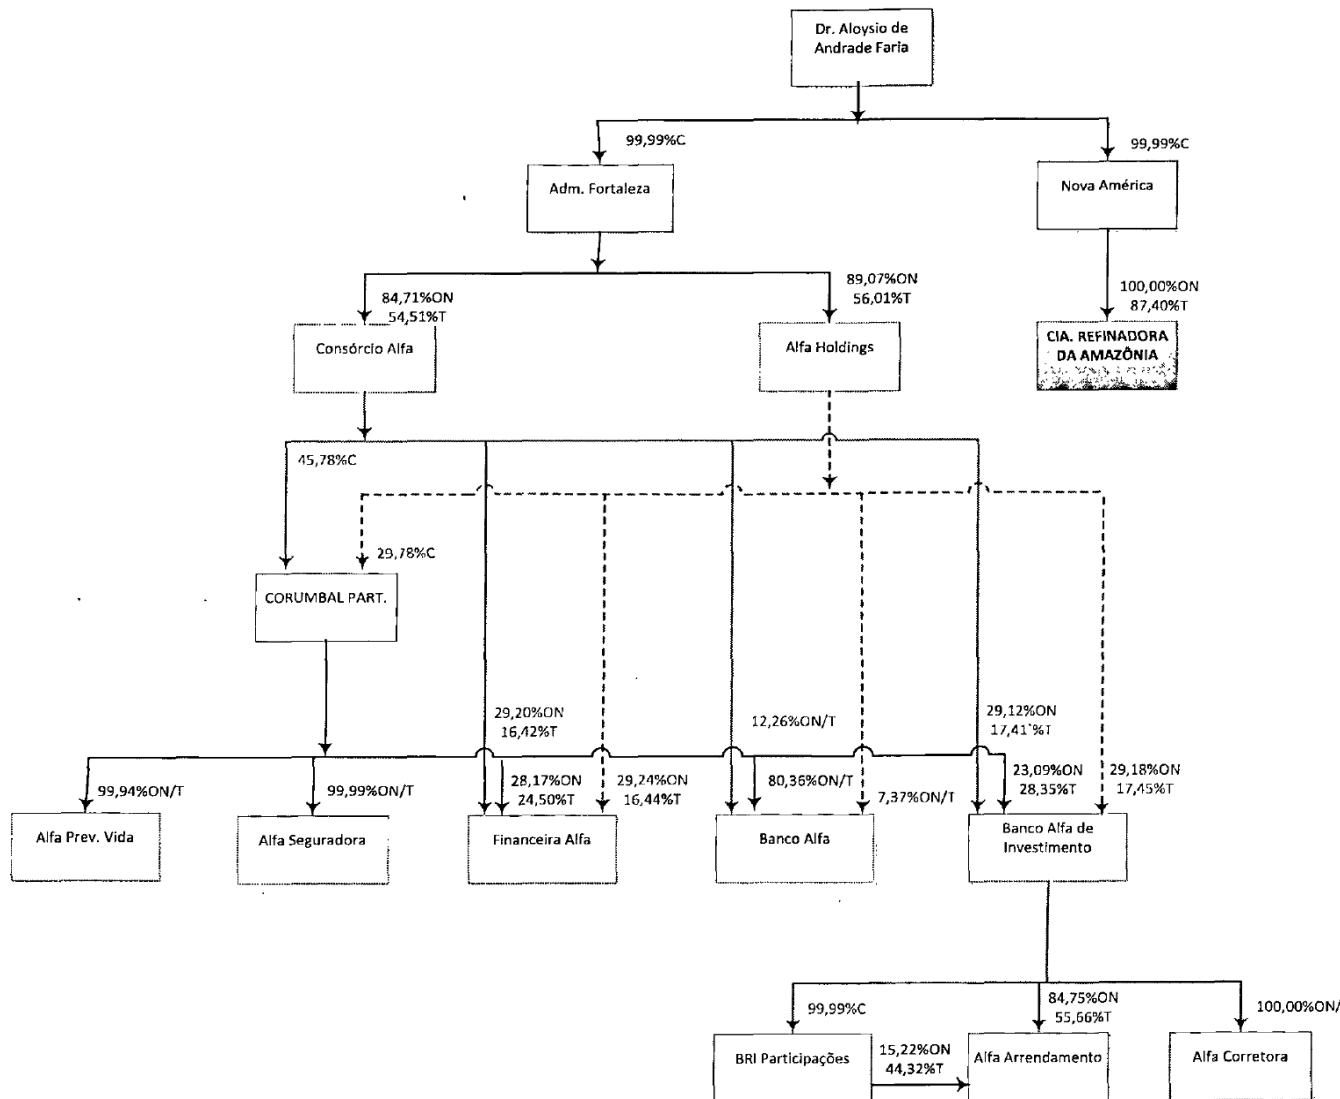 Dr. Aloysio de
Andrade Faria
99,99%C
99,99%C
Adm. Fortaleza
Nova América
84,71%ON
54,51%T
89,07%ON
56,01%T
100,00%ON
87,40%T
Consórcio Alfa
Alfa Holdings
CIA. REFINADORA
DA AMAZÔNIA
45,78%C
29,78%C
CORUMBAL PART.
29,20%ON
16,42%T
12,26%ON/T
29,12%ON
17,41%T
99,94%ON/T
99,99%ON/T
28,17%ON
24,50%T
29,24%ON
16,44%T
80,36%ON/T
7,37%ON/T
23,09%ON
28,35%T
29,18%ON
17,45%T
Alfa Prev. Vida
Alfa Seguradora
Financeira Alfa
Banco Alfa
Banco Alfa de
Investimento
99,99%C
84,75%ON
55,66%T
100,00%ON/
BRI Participações
15,22%ON
44,32%T
Alfa Arrendamento
Alfa Corretora